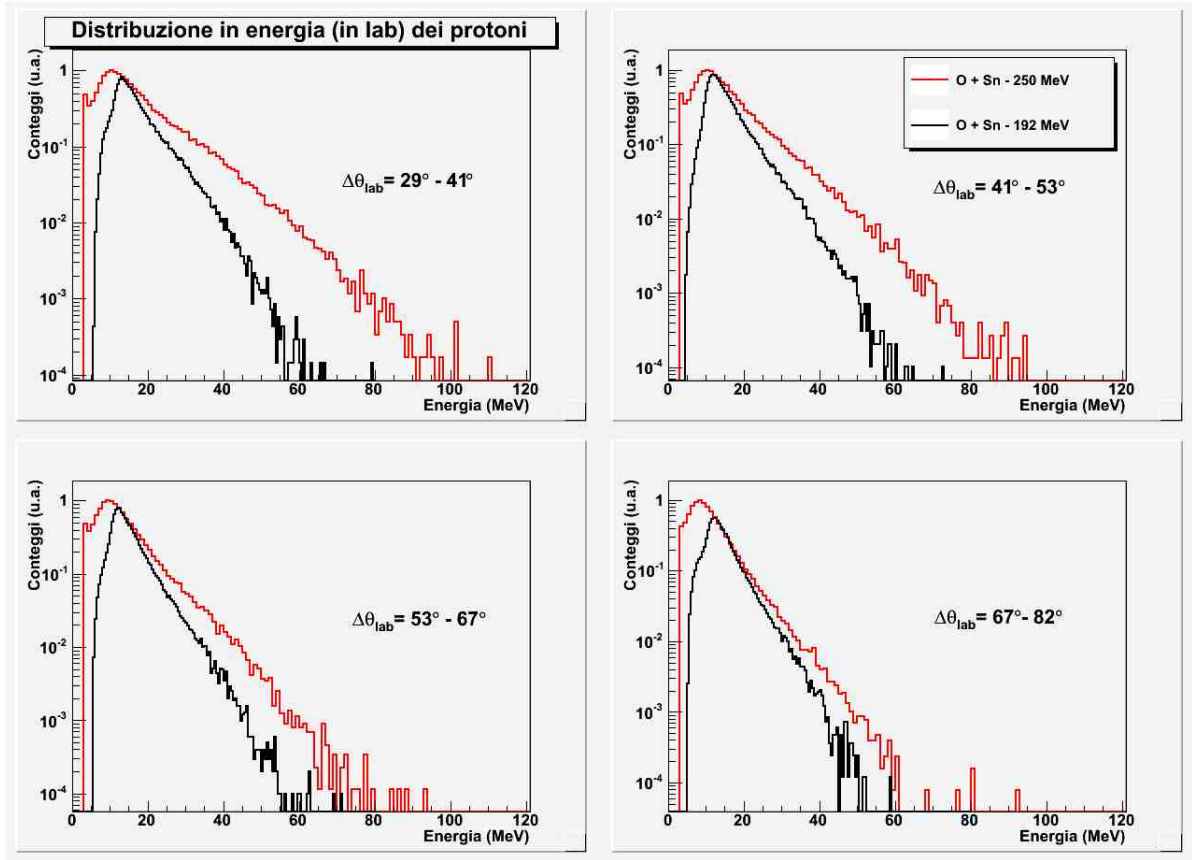 Distribuzione in energia (in lab) dei protoni
Conteggi (u.a.)
1
10-1
10-2
10-3
10-4
Δθlab= 29° - 41°
0 20 40 60 80 100 120
Energia (MeV)
Conteggi (u.a.)
1
10-1
10-2
10-3
10-4
O + Sn - 250 MeV
O + Sn - 192 MeV
Δθlab= 41° - 53°
0 20 40 60 80 100 120
Energia (MeV)
Conteggi (u.a.)
1
10-1
10-2
10-3
10-4
Δθlab= 53° - 67°
0 20 40 60 80 100 120
Energia (MeV)
Conteggi (u.a.)
1
10-1
10-2
10-3
10-4
Δθlab= 67°- 82°
0 20 40 60 80 100 120
Energia (MeV)